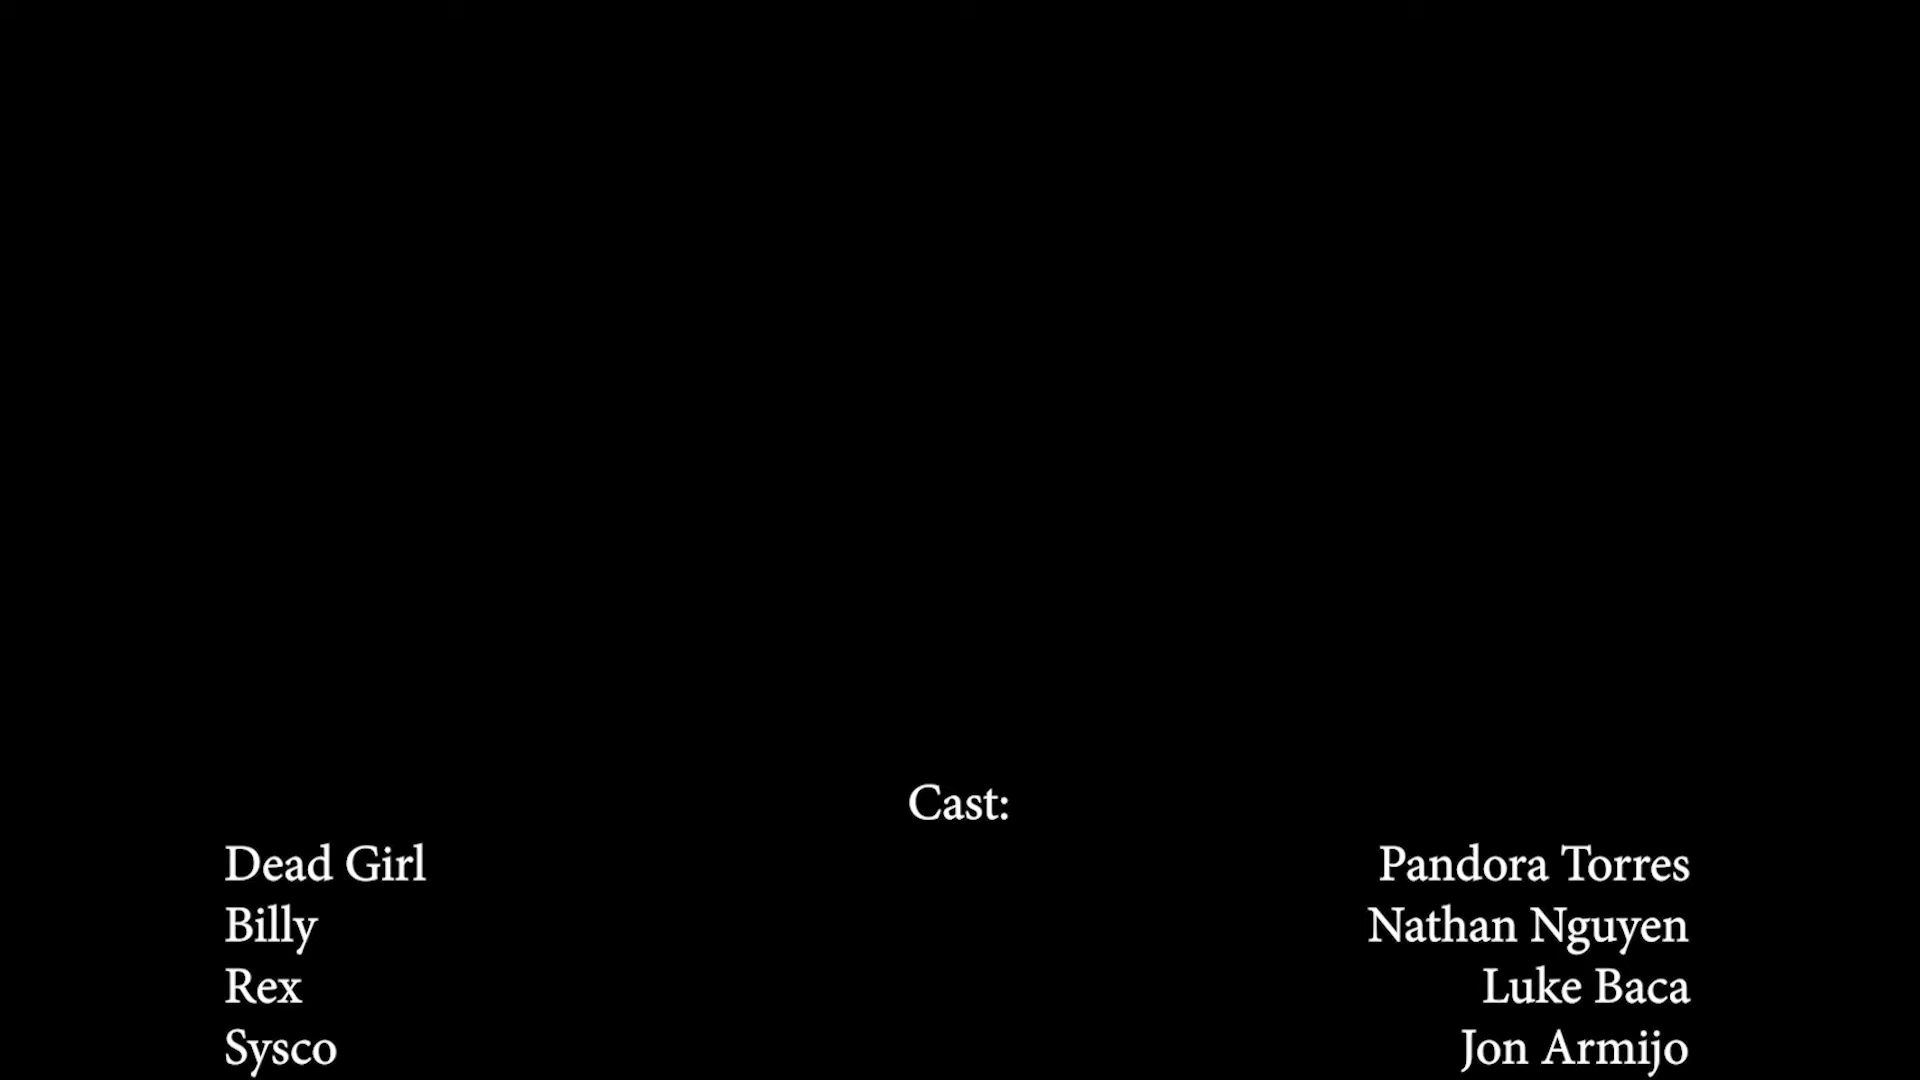 Cast:
Dead Girl Pandora Torres
Billy Nathan Nguyen
Rex Luke Baca
Sysco Jon Armijo